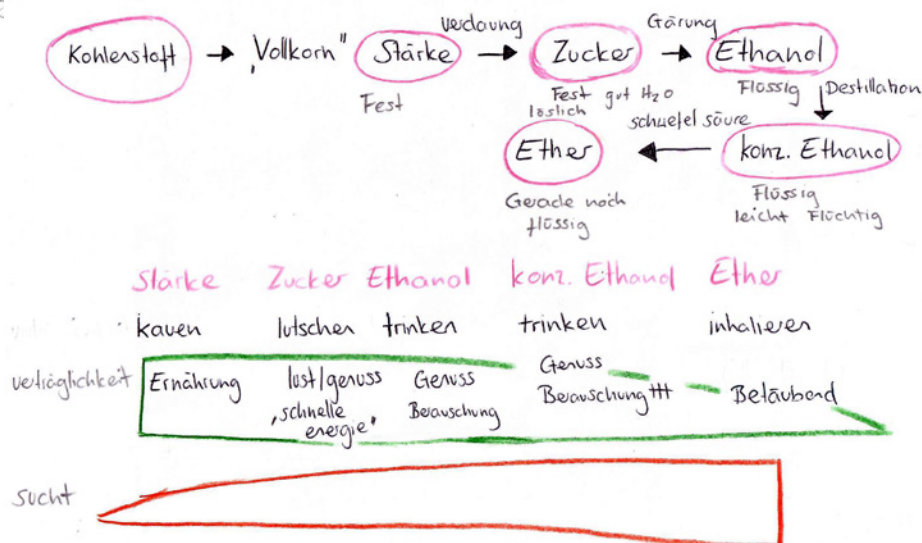 verdauung Gärung
Kohlenstoff → "Vollkorn" Stärke → Zucker → Ethanol
Fest Fest gut H₂O Flüssig ↓ Destillation
löslich schwefel säure
Ether ← konz. Ethanol
Gerade noch Flüssig
flüssig leicht Flüchtig
Stärke Zucker Ethanol konz. Ethanol Ether
kauen lutschen trinken trinken inhalieren
verträglichkeit Ernährung lust/genuss Genuss Genuss
"schnelle Berauschung Berauschung +++ Betäubend
energie"
sucht